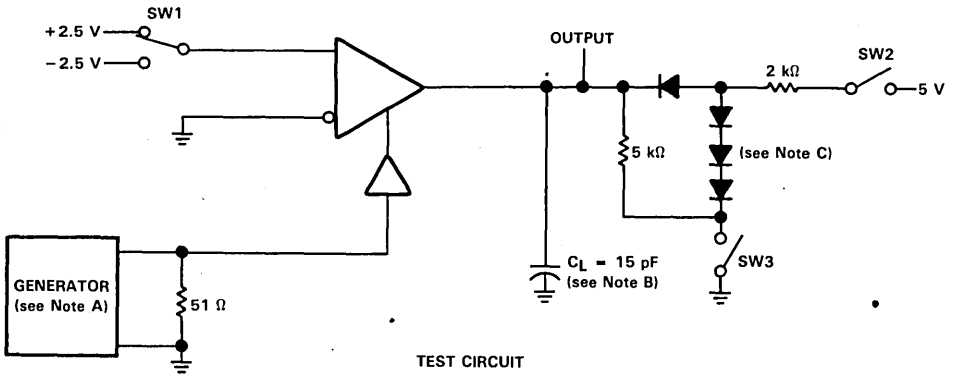 SW1
+2.5 V
−2.5 V
OUTPUT
SW2
2 kΩ
5 V
5 kΩ
(see Note C)
SW3
CL = 15 pF
(see Note B)
GENERATOR
(see Note A)
51 Ω
TEST CIRCUIT